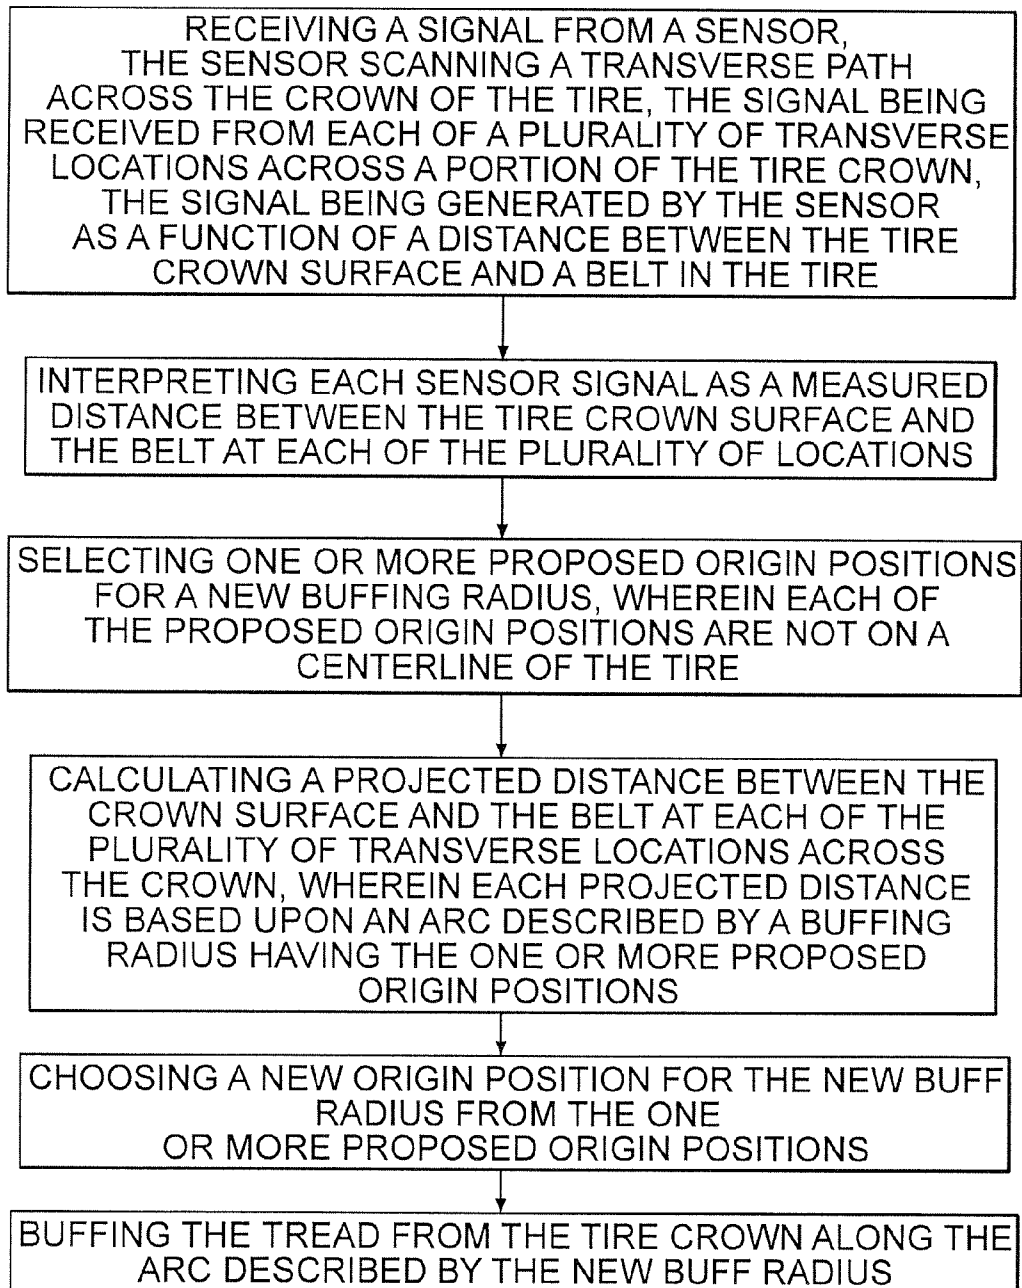 RECEIVING A SIGNAL FROM A SENSOR,
THE SENSOR SCANNING A TRANSVERSE PATH
ACROSS THE CROWN OF THE TIRE, THE SIGNAL BEING
RECEIVED FROM EACH OF A PLURALITY OF TRANSVERSE
LOCATIONS ACROSS A PORTION OF THE TIRE CROWN,
THE SIGNAL BEING GENERATED BY THE SENSOR
AS A FUNCTION OF A DISTANCE BETWEEN THE TIRE
CROWN SURFACE AND A BELT IN THE TIRE
INTERPRETING EACH SENSOR SIGNAL AS A MEASURED
DISTANCE BETWEEN THE TIRE CROWN SURFACE AND
THE BELT AT EACH OF THE PLURALITY OF LOCATIONS
SELECTING ONE OR MORE PROPOSED ORIGIN POSITIONS
FOR A NEW BUFFING RADIUS, WHEREIN EACH OF
THE PROPOSED ORIGIN POSITIONS ARE NOT ON A
CENTERLINE OF THE TIRE
CALCULATING A PROJECTED DISTANCE BETWEEN THE
CROWN SURFACE AND THE BELT AT EACH OF THE
PLURALITY OF TRANSVERSE LOCATIONS ACROSS
THE CROWN, WHEREIN EACH PROJECTED DISTANCE
IS BASED UPON AN ARC DESCRIBED BY A BUFFING
RADIUS HAVING THE ONE OR MORE PROPOSED
ORIGIN POSITIONS
CHOOSING A NEW ORIGIN POSITION FOR THE NEW BUFF
RADIUS FROM THE ONE
OR MORE PROPOSED ORIGIN POSITIONS
BUFFING THE TREAD FROM THE TIRE CROWN ALONG THE
ARC DESCRIBED BY THE NEW BUFF RADIUS